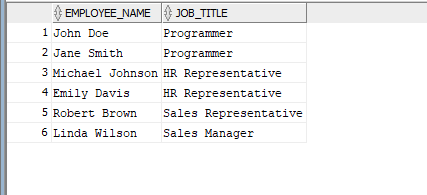 EMPLOYEE_NAME JOB_TITLE
1 John Doe Programmer
2 Jane Smith Programmer
3 Michael Johnson HR Representative
4 Emily Davis HR Representative
5 Robert Brown Sales Representative
6 Linda Wilson Sales Manager